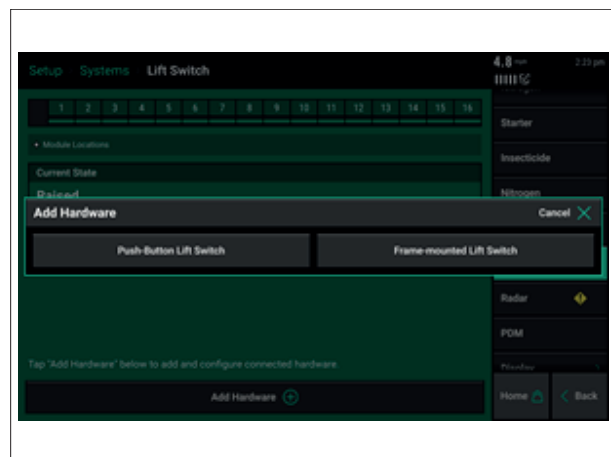 Setup Systems Lift Switch
4.8 mph 2:23 pm
1 2 3 4 5 6 7 8 9 10 11 12 13 14 15 16
Module Locations
Current State
Raised
Starter
Insecticide
Nitrogen
Add Hardware
Cancel
Push-Button Lift Switch
Frame-mounted Lift Switch
Radar
PDM
Display
Tap "Add Hardware" below to add and configure connected hardware.
Add Hardware
Home
Back